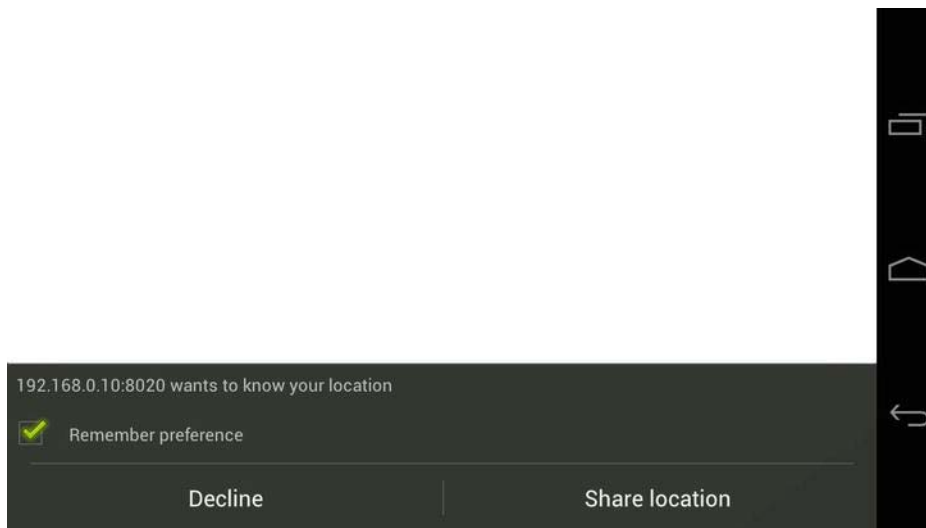 192.168.0.10:8020 wants to know your location
Remember preference
Decline
Share location